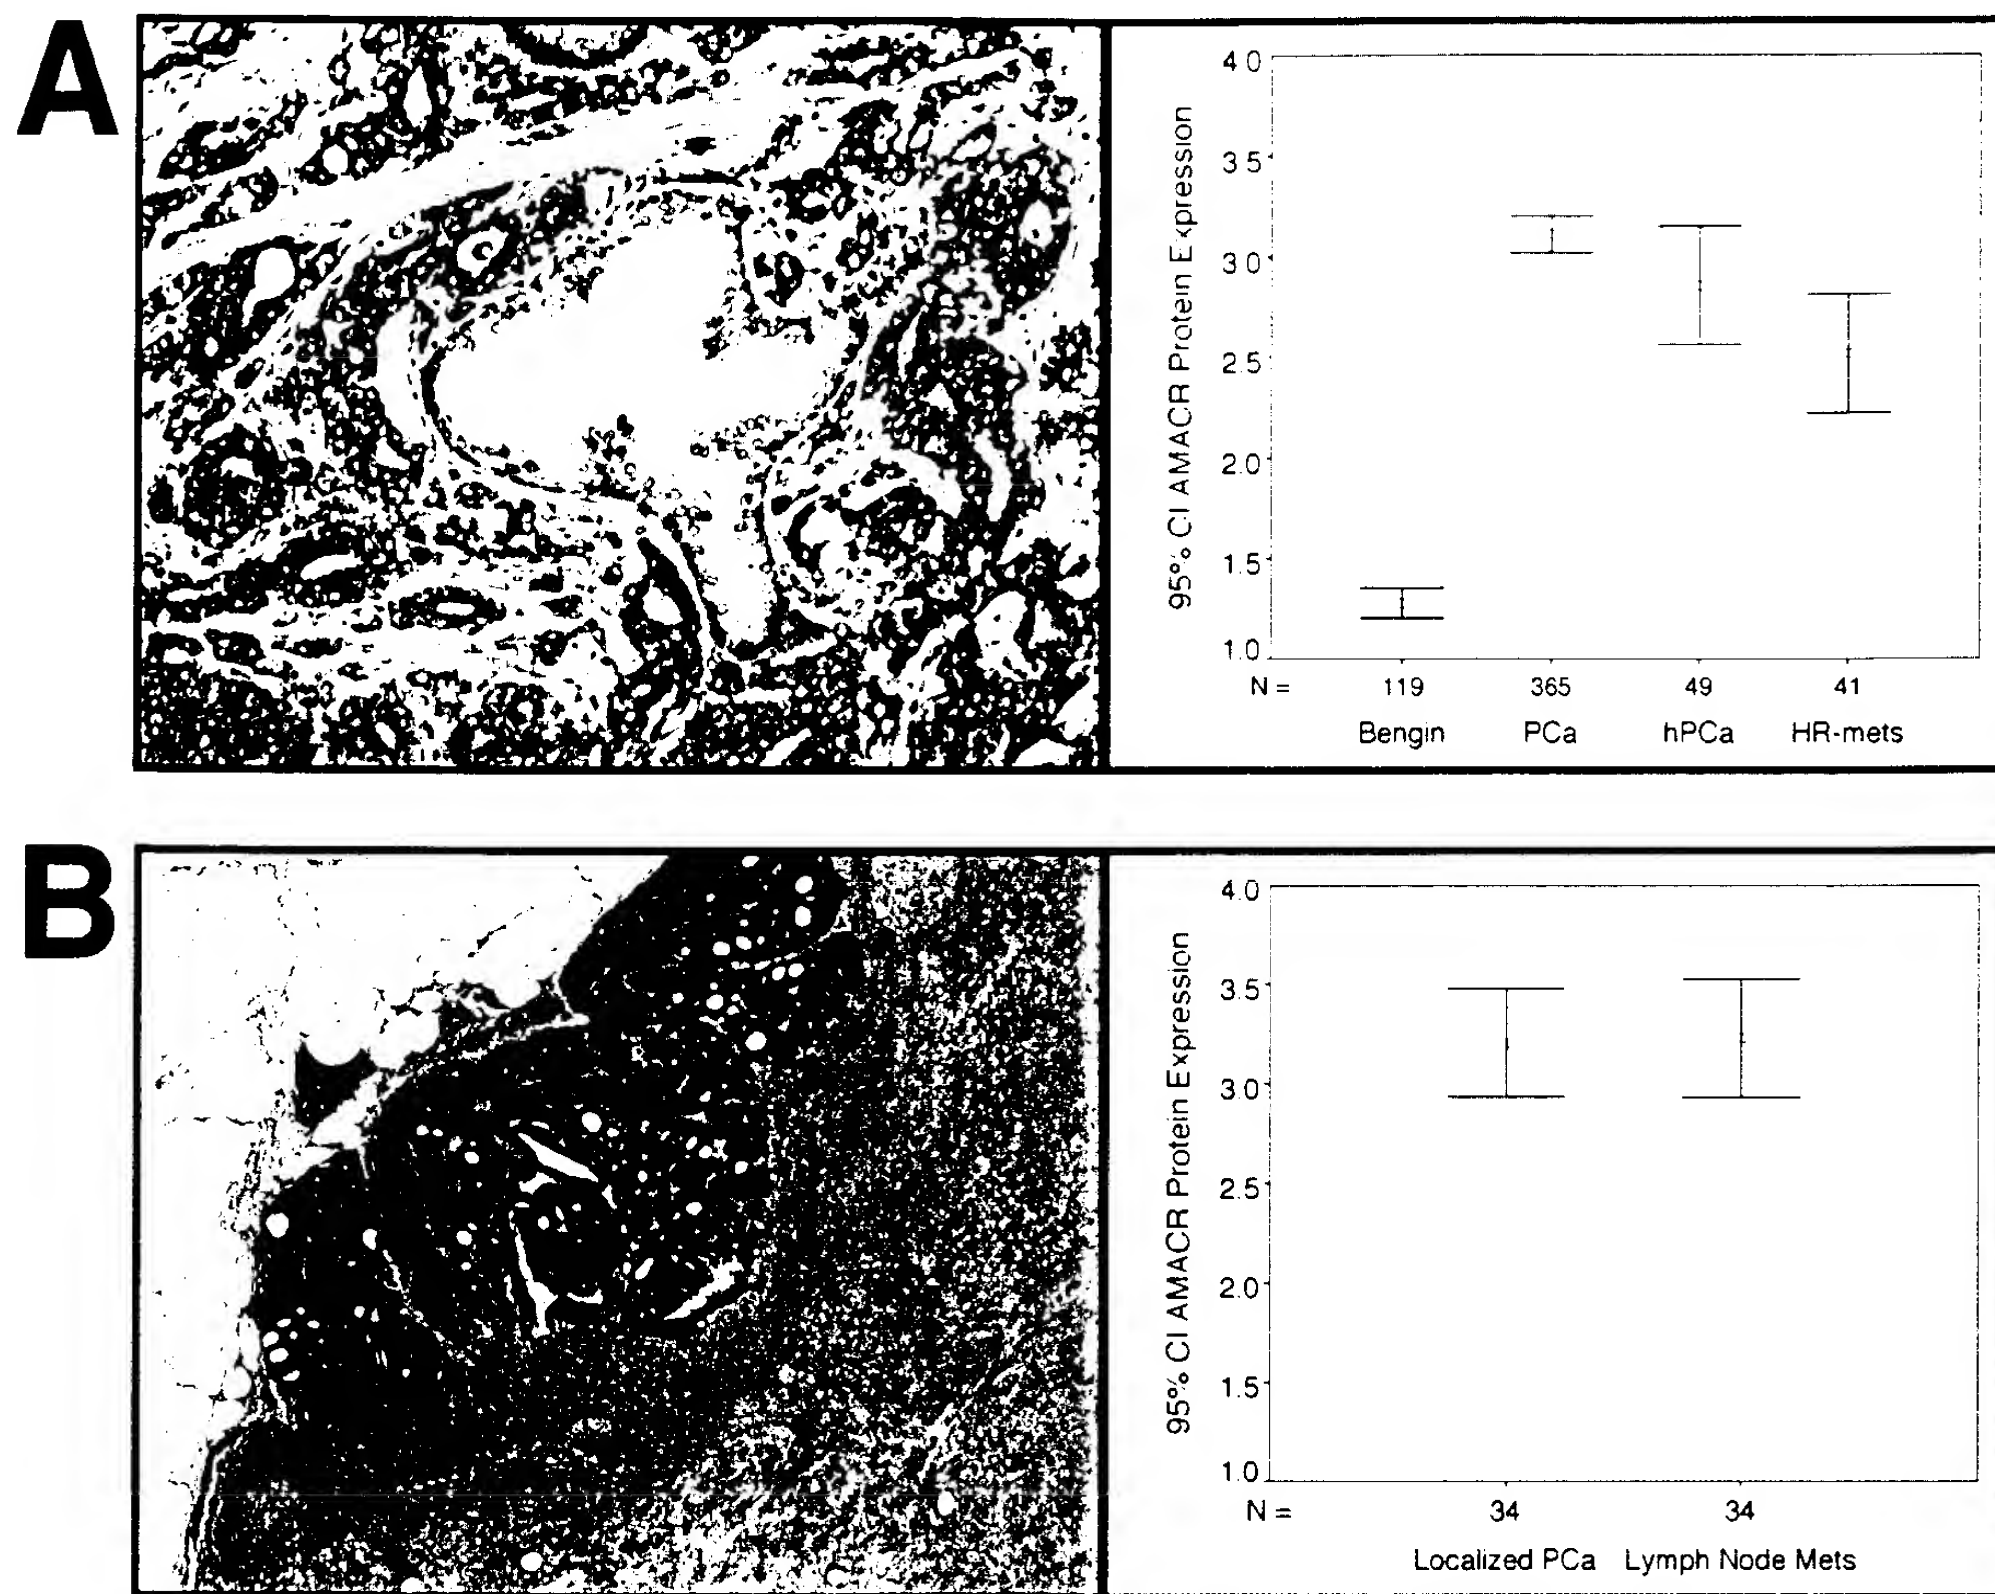 A
95% CI AMACR Protein Expression
4.0
3.5
3.0
2.5
2.0
1.5
1.0
N = 119 365 49 41
Bengin PCa hPCa HR-mets
B
95% CI AMACR Protein Expression
4.0
3.5
3.0
2.5
2.0
1.5
1.0
N = 34 34
Localized PCa Lymph Node Mets